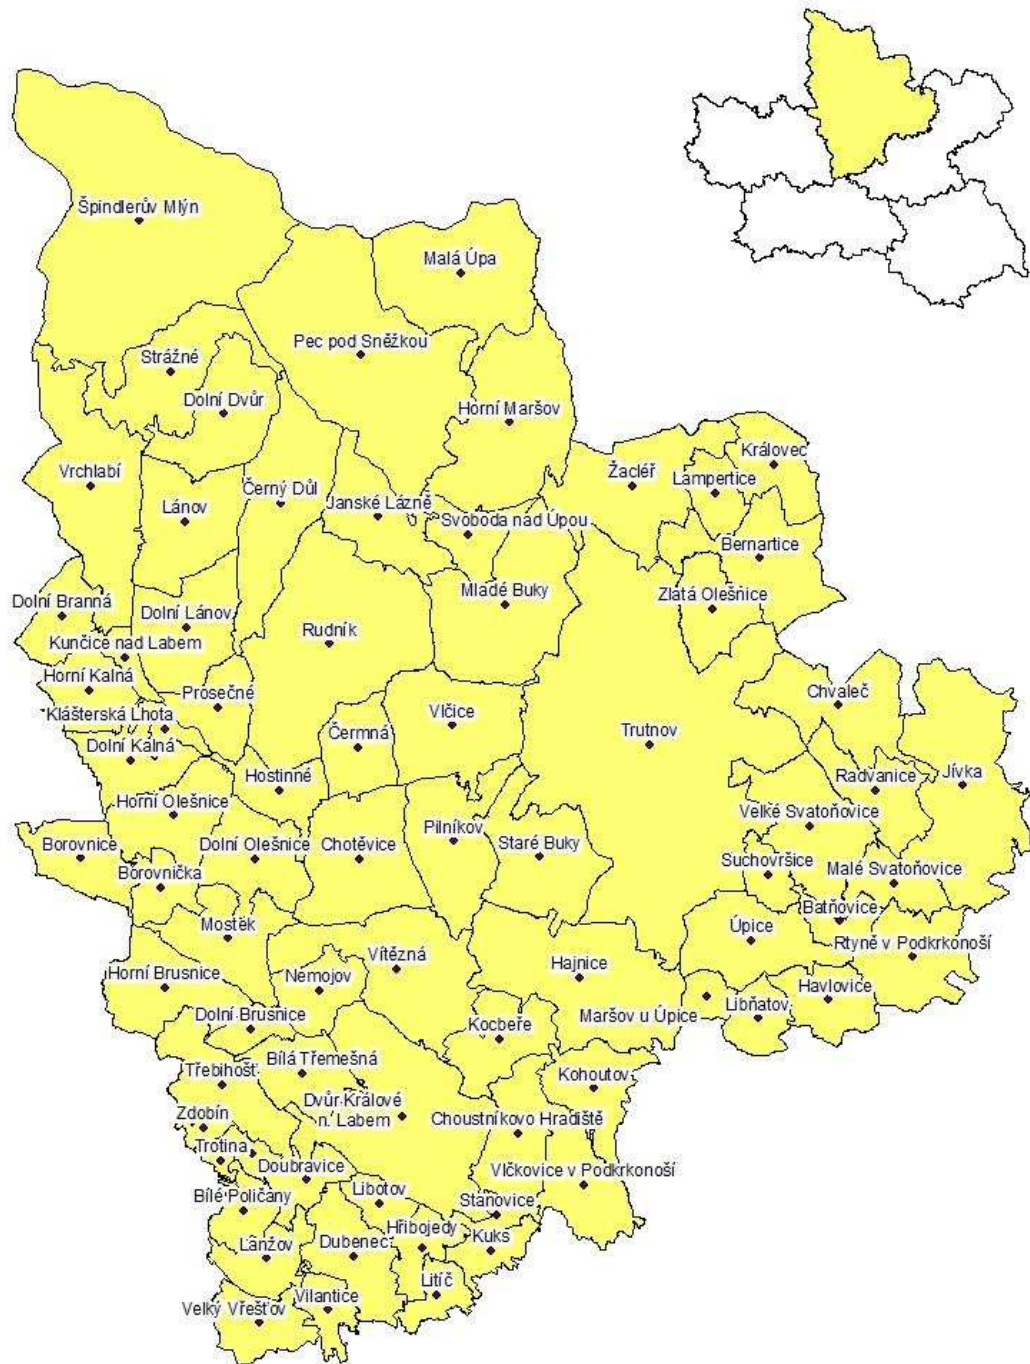 Špindlerův Mlýn
Malá Úpa
Pec pod Sněžkou
Strážné
Dolní Dvůr
Horní Maršov
Královec
Vrchlabí
Žacléř
Lampertice
Černý Důl
Lánov
Janské Lázně
Svoboda nad Úpou
Bernartice
Dolní Branná
Dolní Lánov
Mladé Buky
Zlatá Olešnice
Kunčice nad Labem
Rudník
Horní Kalná
Prosečné
Chvaleč
Klášterská Lhota
Vlčice
Čermná
Trutnov
Dolní Kalná
Hostinné
Radvanice
Jívka
Horní Olešnice
Velké Svatoňovice
Borovnice
Dolní Olešnice
Chotěvice
Pilníkov
Staré Buky
Suchovršice
Malé Svatoňovice
Borovnička
Batňovice
Mostek
Úpice
Rtyně v Podkrkonoší
Vítězná
Horní Brusnice
Nemojov
Hajnice
Havlovice
Dolní Brusnice
Kocbeře
Maršov u Úpice
Libňatov
Bílá Třemešná
Třebihošť
Kohoutov
Dvůr Králové
n. Labem
Zdobín
Choustníkovo Hradiště
Trotina
Doubravice
Vlčkovice v Podkrkonoší
Bílé Poličany
Libotov
Stanovice
Lanžov
Dubenec
Hřibojedy
Kuks
Litíč
Velký Vřešťov
Vilantice